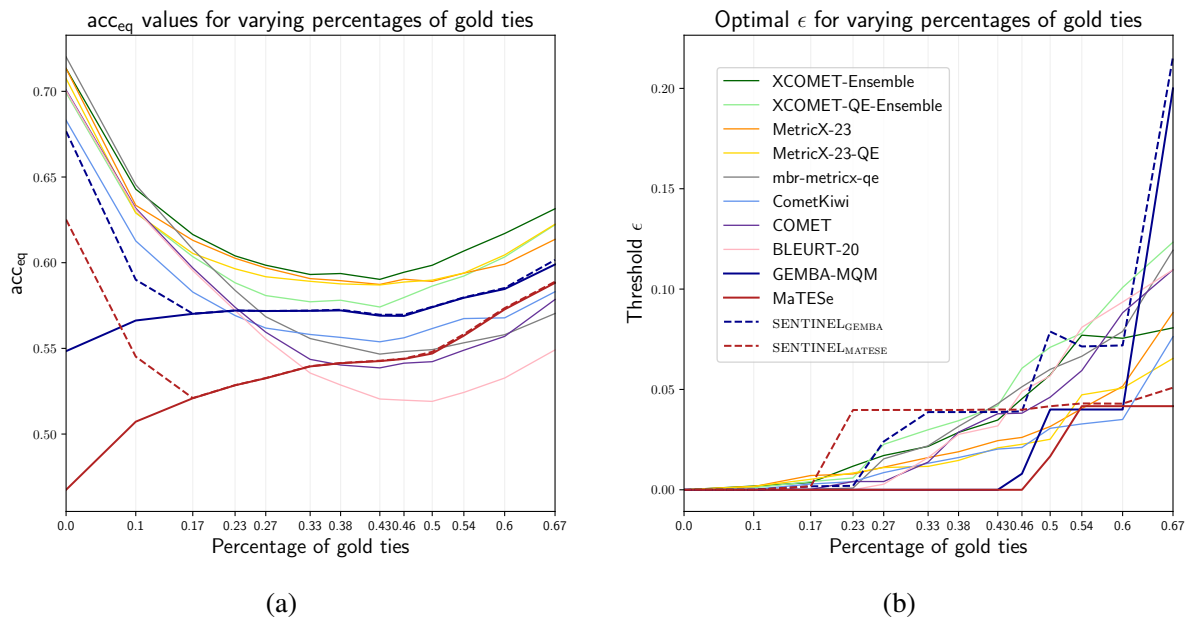 acc_eq values for varying percentages of gold ties
acc_eq
0.70
0.65
0.60
0.55
0.50
0.0 0.1 0.17 0.23 0.27 0.33 0.38 0.43 0.46 0.5 0.54 0.6 0.67
Percentage of gold ties
(a)
Optimal ϵ for varying percentages of gold ties
Threshold ϵ
0.20
0.15
0.10
0.05
0.00
XCOMET-Ensemble
XCOMET-QE-Ensemble
MetricX-23
MetricX-23-QE
mbr-metricx-qe
CometKiwi
COMET
BLEURT-20
GEMBA-MQM
MaTESe
SENTINEL_GEMBA
SENTINEL_MATESE
0.0 0.1 0.17 0.23 0.27 0.33 0.38 0.43 0.46 0.5 0.54 0.6 0.67
Percentage of gold ties
(b)